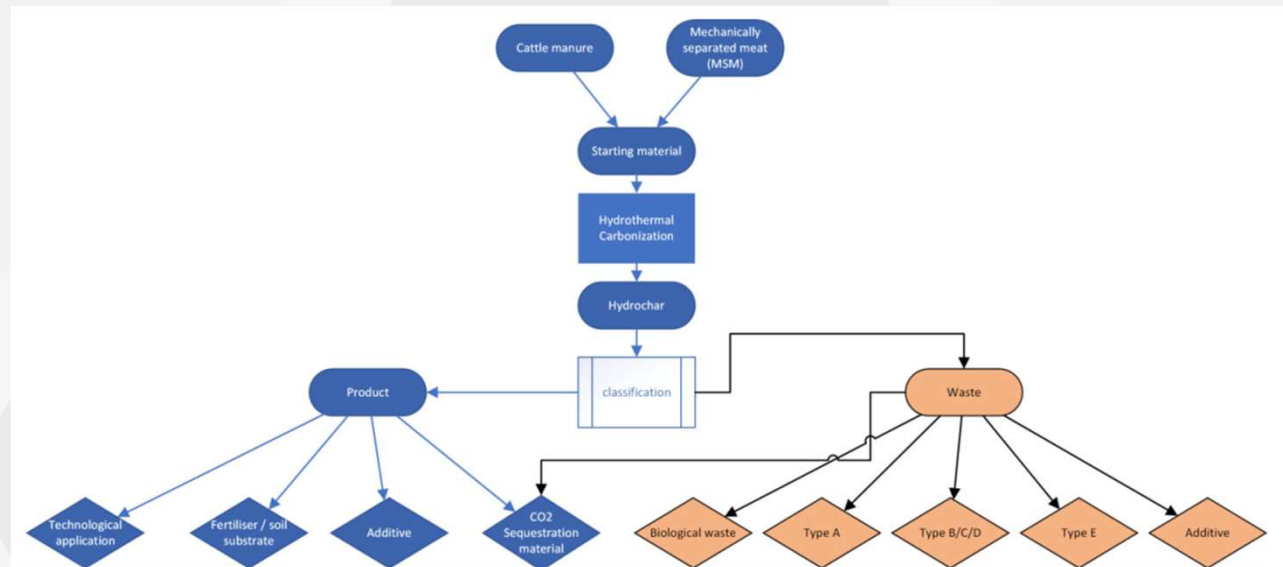 Cattle manure
Mechanically
separated meat
(MSM)
Starting material
Hydrothermal
Carbonization
Hydrochar
Product
classification
Waste
Technological
application
Fertiliser / soil
substrate
Additive
CO2
Sequestration
material
Biological waste
Type A
Type B/C/D
Type E
Additive